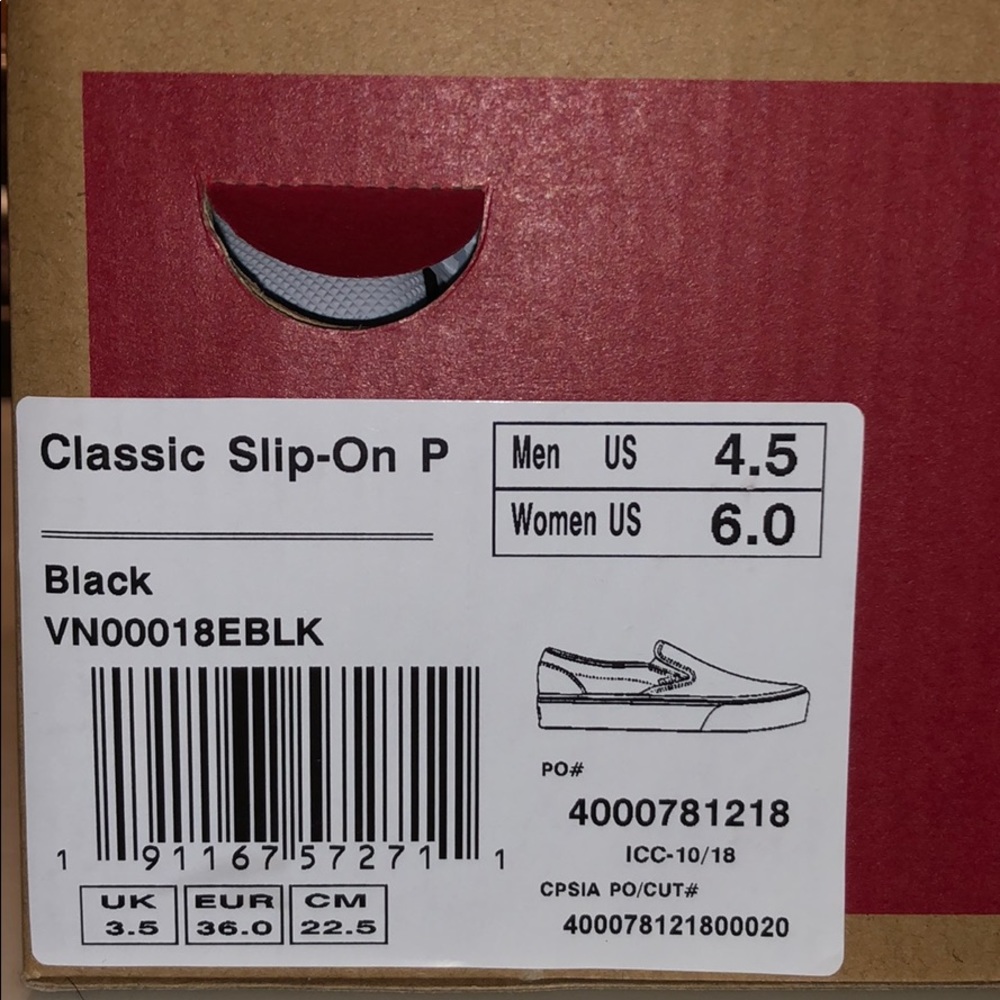 Classic Slip-On P
Men US 4.5
Women US 6.0
Black
VN00018EBLK
1 91167 57271 1
UK 3.5
EUR 36.0
CM 22.5
PO#
4000781218
ICC-10/18
CPSIA PO/CUT#
400078121800020